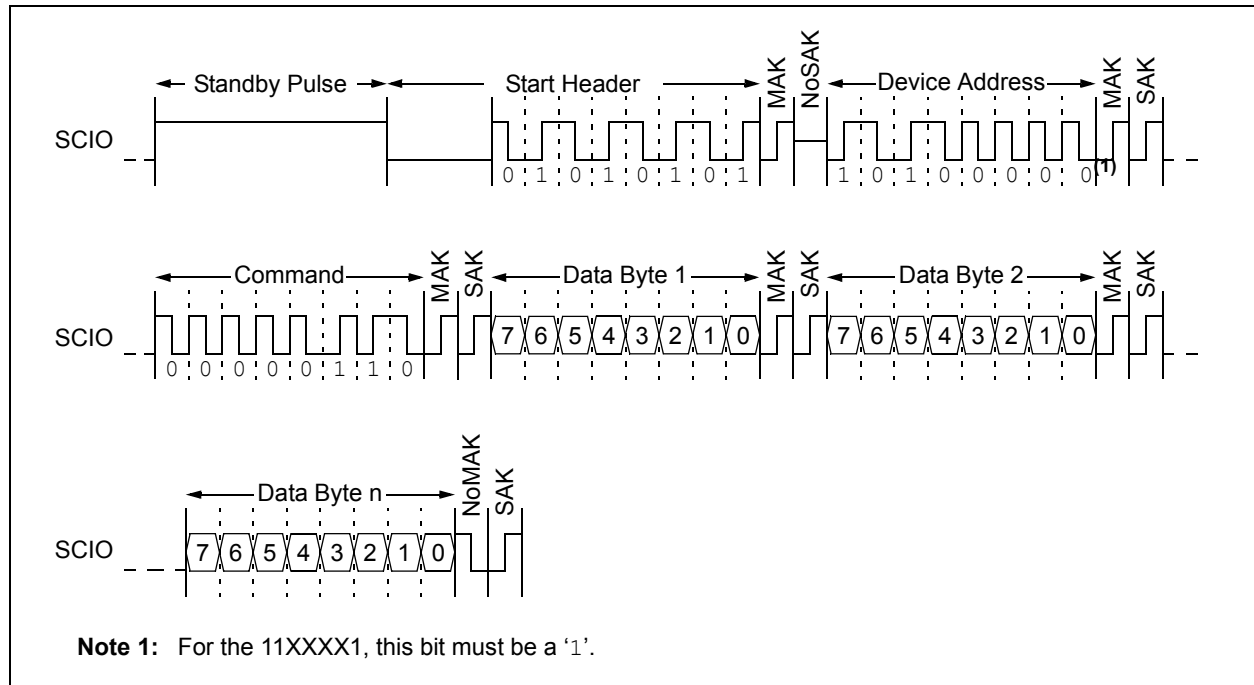 Standby Pulse Start Header MAK NoSAK Device Address MAK SAK
SCIO
0 1 0 1 0 1 0 1 1 0 1 0 0 0 0 0(1)
Command MAK SAK Data Byte 1 MAK SAK Data Byte 2 MAK SAK
SCIO 7 6 5 4 3 2 1 0 7 6 5 4 3 2 1 0
0 0 0 0 0 1 1 0
Data Byte n NoMAK SAK
SCIO 7 6 5 4 3 2 1 0
Note 1: For the 11XXXX1, this bit must be a ‘1’.